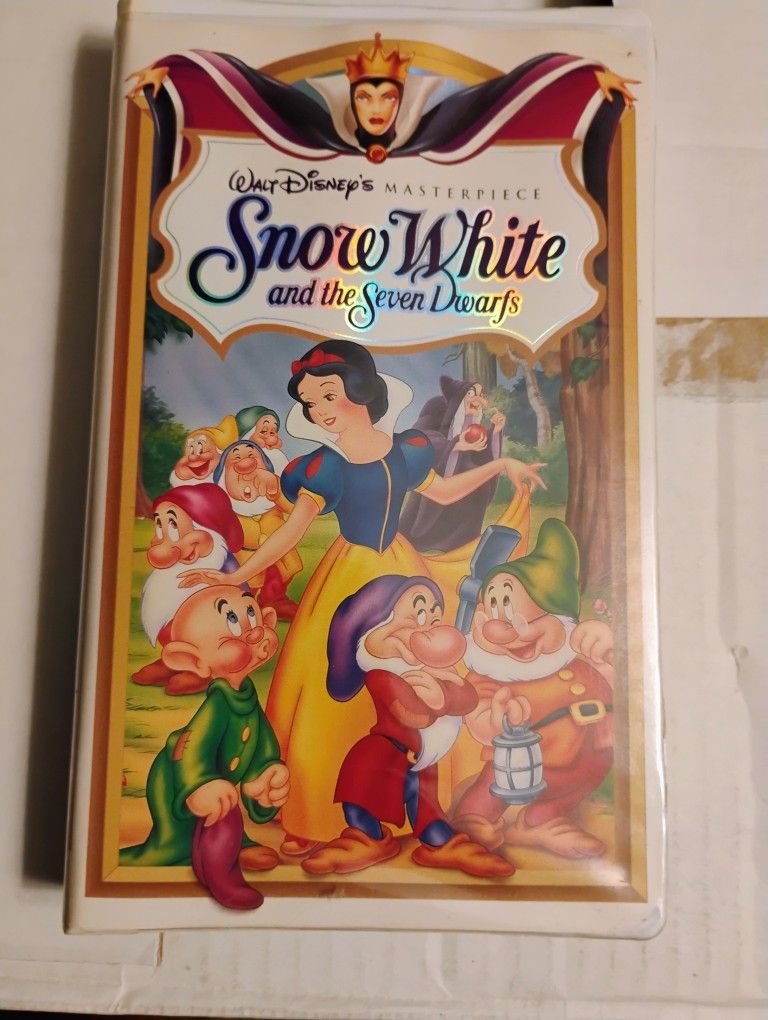 WALT DISNEY'S MASTERPIECE
Snow White
and the Seven Dwarfs